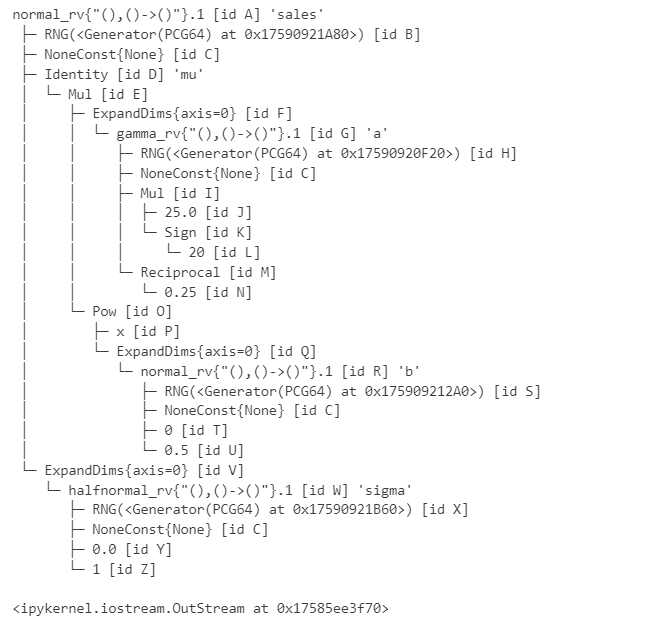 normal_rv{"(),()->()"}.1 [id A] 'sales'
├─ RNG(<Generator(PCG64) at 0x17590921A80>) [id B]
├─ NoneConst{None} [id C]
├─ Identity [id D] 'mu'
│  └─ Mul [id E]
│     ├─ ExpandDims{axis=0} [id F]
│     │  └─ gamma_rv{"(),()->()"}.1 [id G] 'a'
│     │     ├─ RNG(<Generator(PCG64) at 0x17590920F20>) [id H]
│     │     ├─ NoneConst{None} [id C]
│     │     ├─ Mul [id I]
│     │     │  ├─ 25.0 [id J]
│     │     │  └─ Sign [id K]
│     │     │     └─ 20 [id L]
│     │     └─ Reciprocal [id M]
│     │        └─ 0.25 [id N]
│     └─ Pow [id O]
│        ├─ x [id P]
│        └─ ExpandDims{axis=0} [id Q]
│           └─ normal_rv{"(),()->()"}.1 [id R] 'b'
│              ├─ RNG(<Generator(PCG64) at 0x175909212A0>) [id S]
│              ├─ NoneConst{None} [id C]
│              ├─ 0 [id T]
│              └─ 0.5 [id U]
└─ ExpandDims{axis=0} [id V]
   └─ halfnormal_rv{"(),()->()"}.1 [id W] 'sigma'
      ├─ RNG(<Generator(PCG64) at 0x17590921B60>) [id X]
      ├─ NoneConst{None} [id C]
      ├─ 0.0 [id Y]
      └─ 1 [id Z]
<ipykernel.iostream.OutStream at 0x17585ee3f70>